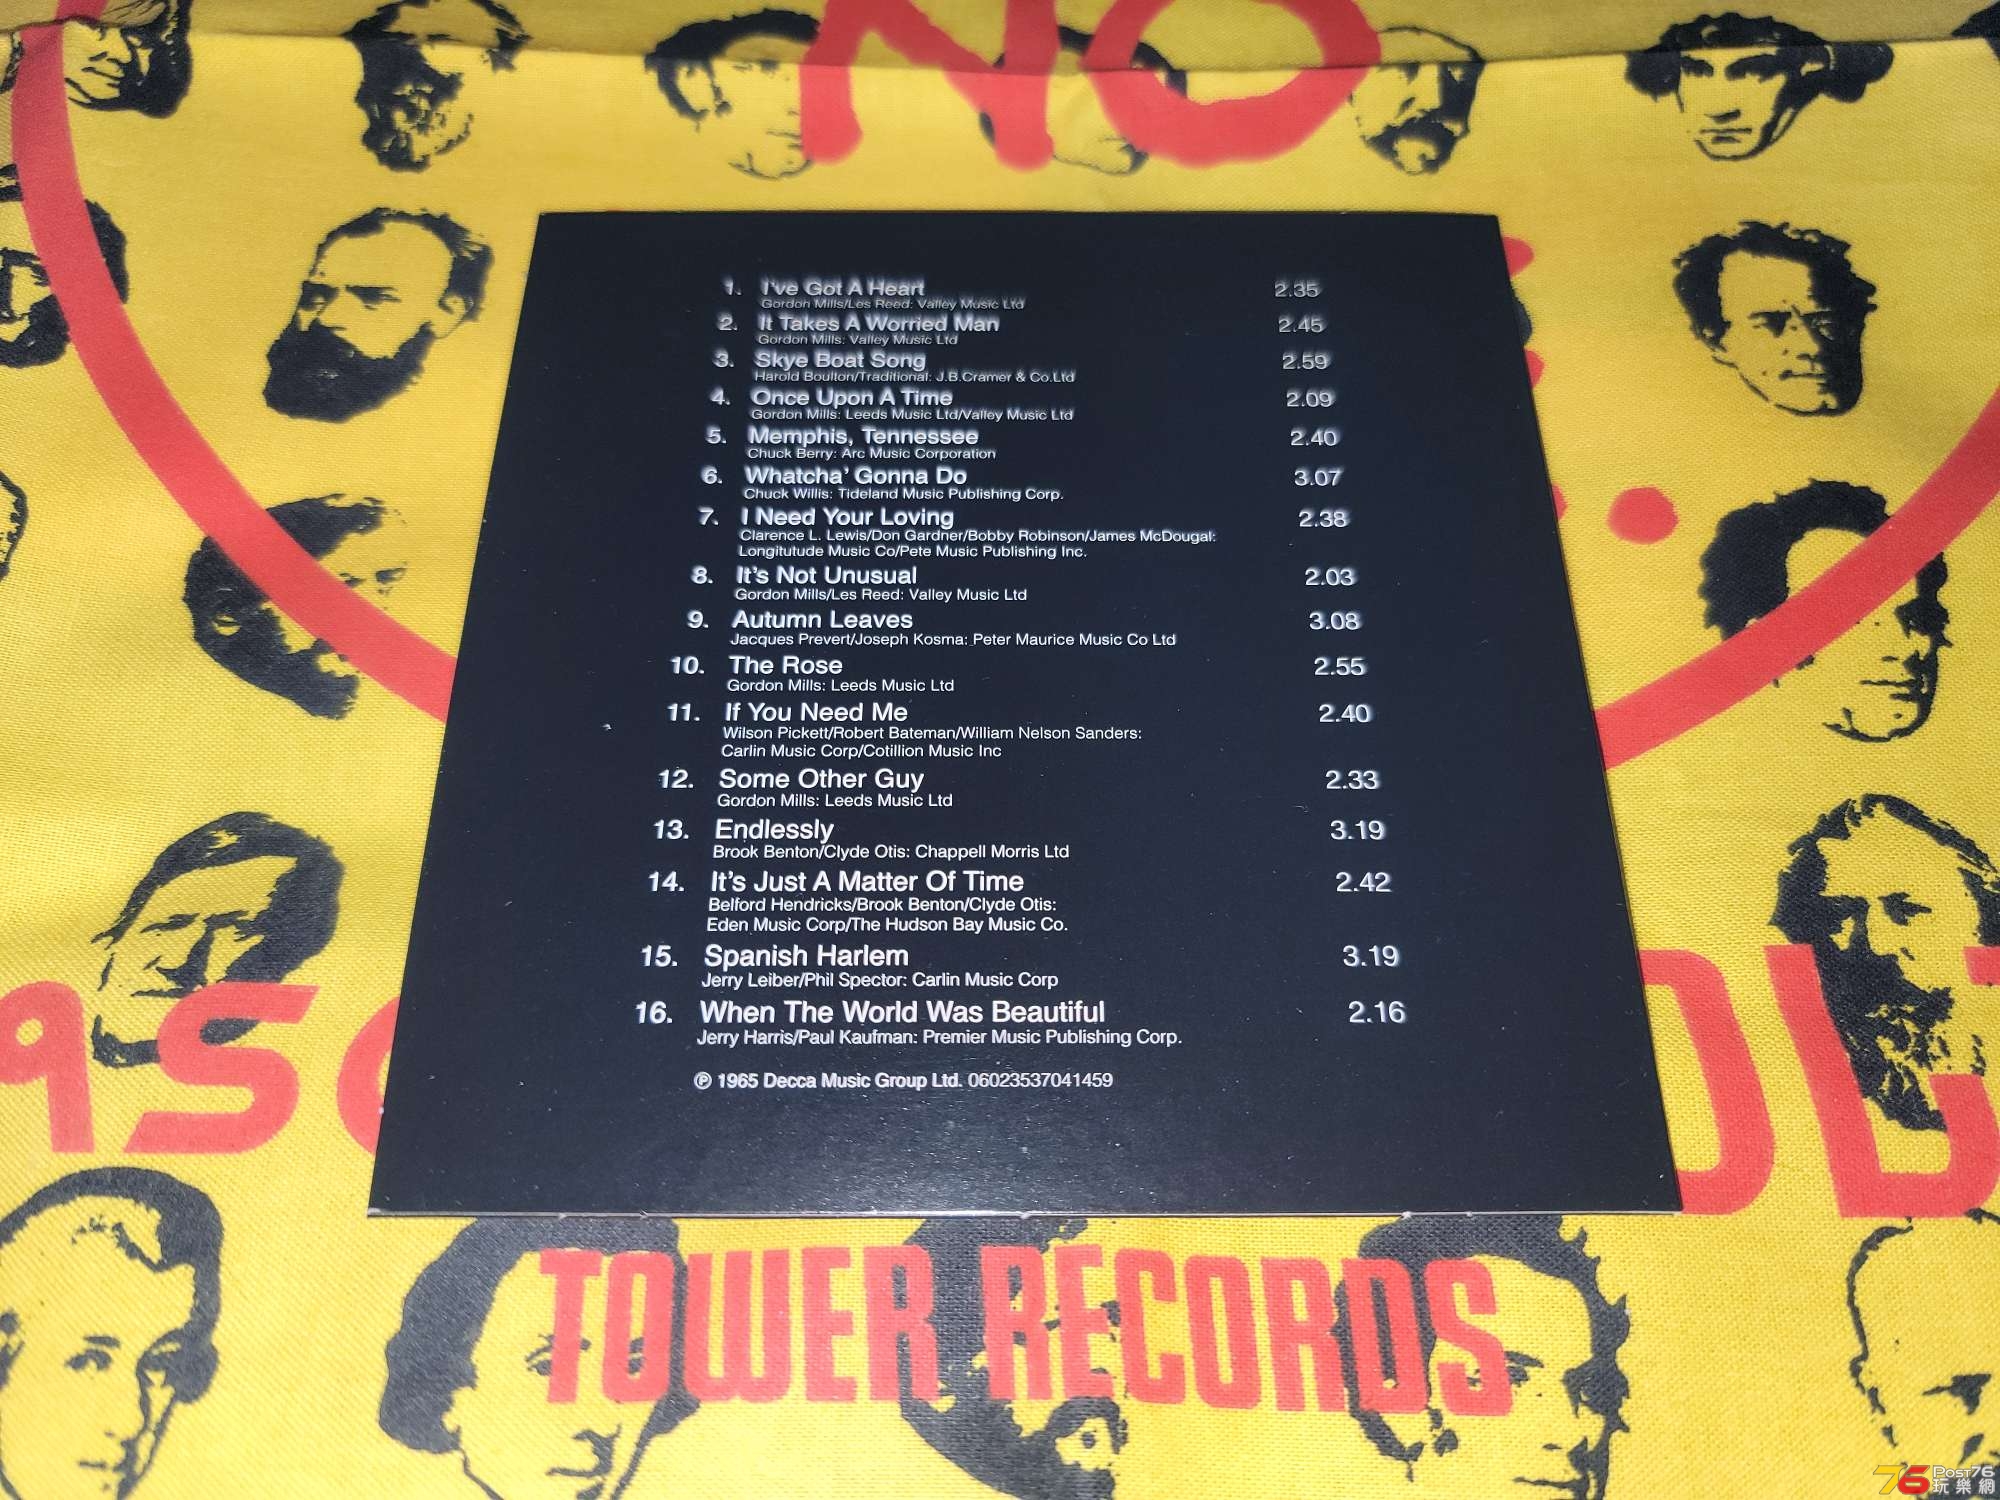 NO
1. I've Got A Heart 2.35
Gordon Mills/Les Reed: Valley Music Ltd
2. It Takes A Worried Man 2.45
Gordon Mills: Valley Music Ltd
3. Skye Boat Song 2.59
Harold Boulton/Traditional: J.B.Cramer & Co.Ltd
4. Once Upon A Time 2.09
Gordon Mills: Leeds Music Ltd/Valley Music Ltd
5. Memphis, Tennessee 2.40
Chuck Berry: Arc Music Corporation
6. Whatcha' Gonna Do 3.07
Chuck Willis: Tideland Music Publishing Corp.
7. I Need Your Loving 2.38
Clarence L. Lewis/Don Gardner/Bobby Robinson/James McDougal:
Longitutude Music Co/Pete Music Publishing Inc.
8. It's Not Unusual 2.03
Gordon Mills/Les Reed: Valley Music Ltd
9. Autumn Leaves 3.08
Jacques Prevert/Joseph Kosma: Peter Maurice Music Co Ltd
10. The Rose 2.55
Gordon Mills: Leeds Music Ltd
11. If You Need Me 2.40
Wilson Pickett/Robert Bateman/William Nelson Sanders:
Carlin Music Corp/Cotillion Music Inc
12. Some Other Guy 2.33
Gordon Mills: Leeds Music Ltd
13. Endlessly 3.19
Brook Benton/Clyde Otis: Chappell Morris Ltd
14. It's Just A Matter Of Time 2.42
Belford Hendricks/Brook Benton/Clyde Otis:
Eden Music Corp/The Hudson Bay Music Co.
15. Spanish Harlem 3.19
Jerry Leiber/Phil Spector: Carlin Music Corp
16. When The World Was Beautiful 2.16
Jerry Harris/Paul Kaufman: Premier Music Publishing Corp.
℗ 1965 Decca Music Group Ltd. 06023537041459
TOWER RECORDS
76 Post76
玩樂網